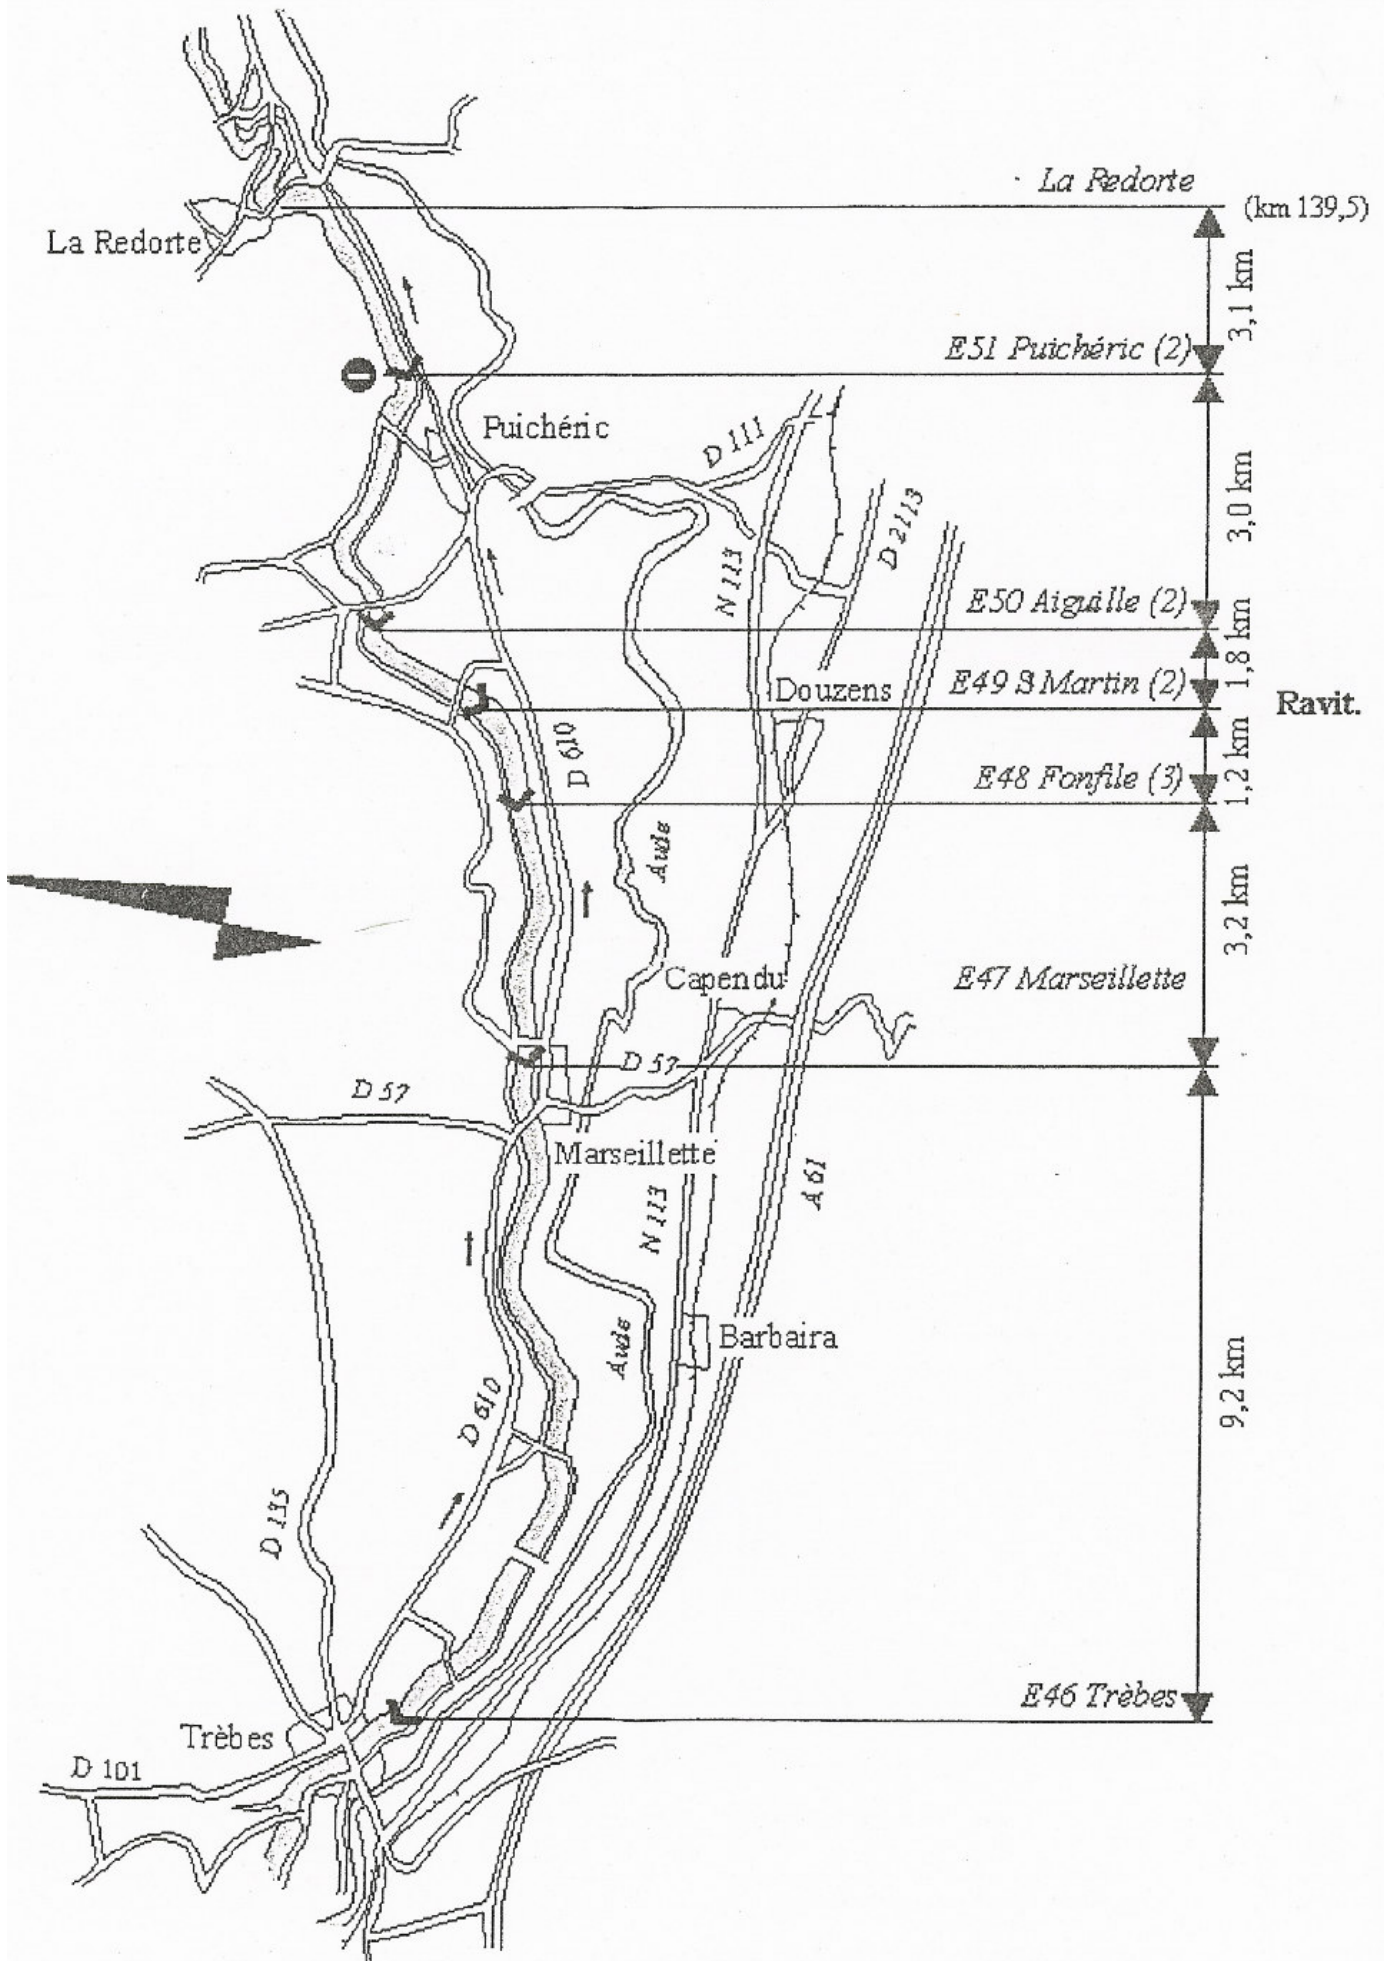 La Redorte
(km 139,5)
La Redorte
3,1 km
E51 Puichéric (2)
Puichéric
D 111
3,0 km
D 2113
N 113
E50 Aiguille (2)
1,8 km
Douzens
E49 S Martin (2)
Ravit.
D 610
1,2 km
E48 Fonfile (3)
Aude
3,2 km
Capendu
E47 Marseillette
D 57
D 57
Marseillette
A 61
N 113
Barbaira
Aude
9,2 km
D 610
D 135
E46 Trèbes
Trèbes
D 101